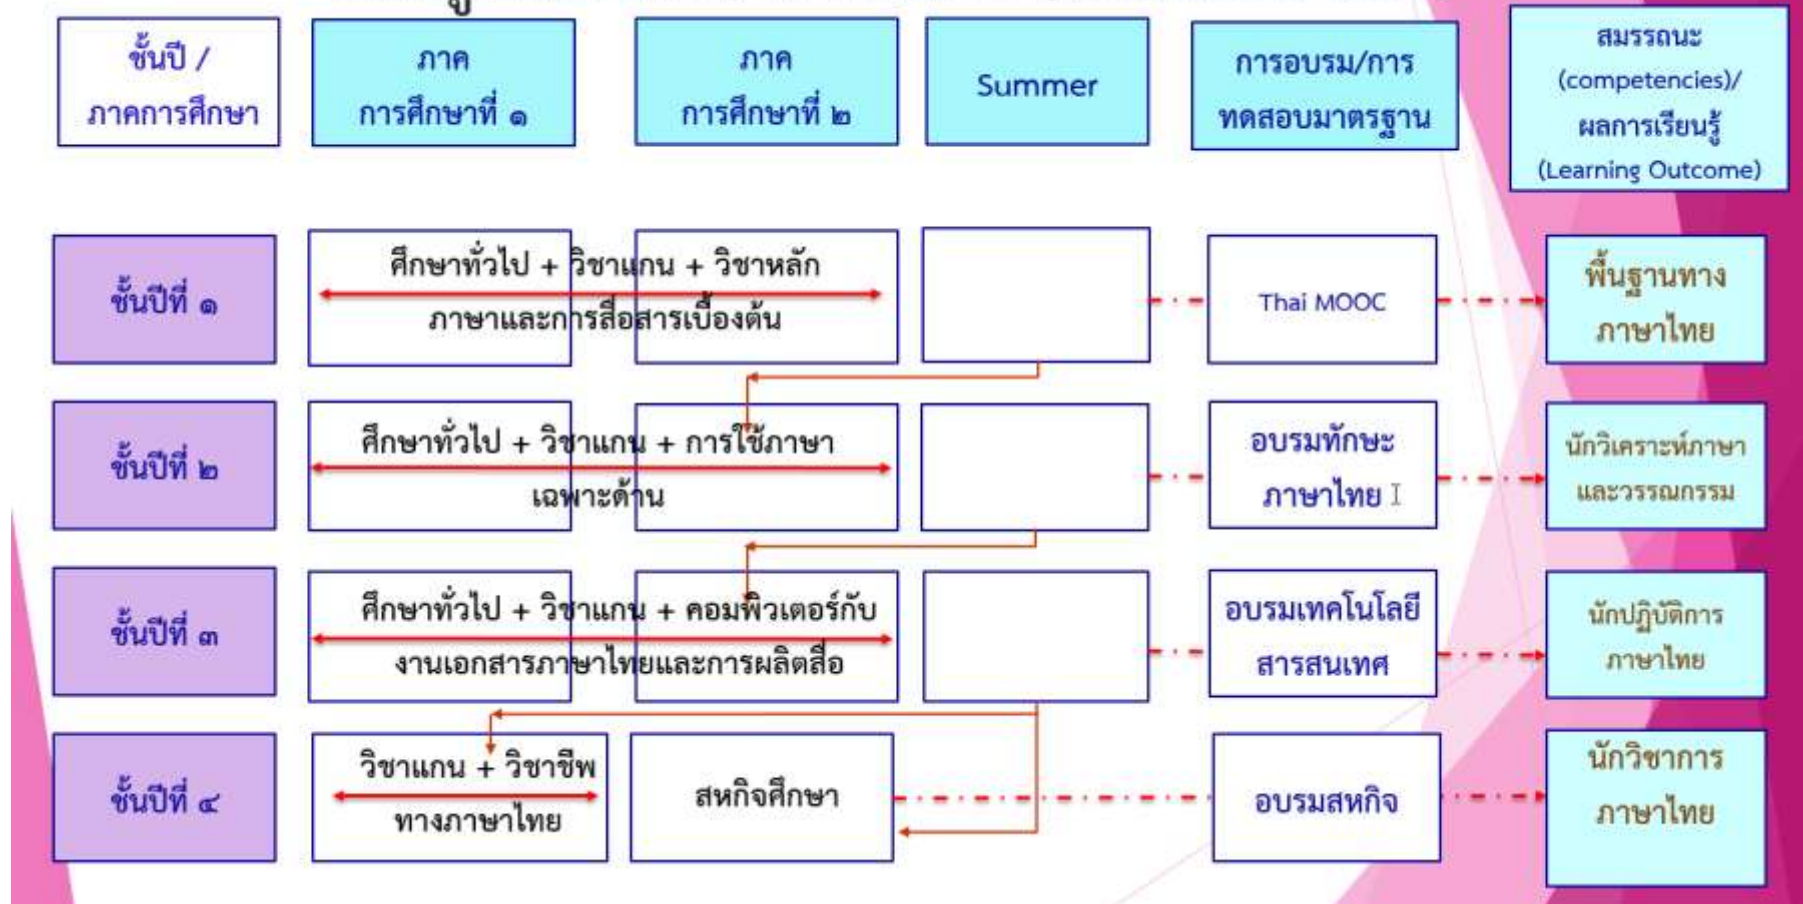 ชั้นปี /
ภาคการศึกษา
ภาค
การศึกษาที่ ๑
ภาค
การศึกษาที่ ๒
Summer
การอบรม/การ
ทดสอบมาตรฐาน
สมรรถนะ
(competencies)/
ผลการเรียนรู้
(Learning Outcome)
ชั้นปีที่ ๑
ศึกษาทั่วไป + วิชาแกน + วิชาหลัก
ภาษาและการสื่อสารเบื้องต้น
Thai MOOC
พื้นฐานทาง
ภาษาไทย
ชั้นปีที่ ๒
ศึกษาทั่วไป + วิชาแกน + การใช้ภาษา
เฉพาะด้าน
อบรมทักษะ
ภาษาไทย
นักวิเคราะห์ภาษา
และวรรณกรรม
ชั้นปีที่ ๓
ศึกษาทั่วไป + วิชาแกน + คอมพิวเตอร์กับ
งานเอกสารภาษาไทยและการผลิตสื่อ
อบรมเทคโนโลยี
สารสนเทศ
นักปฏิบัติการ
ภาษาไทย
ชั้นปีที่ ๔
วิชาแกน + วิชาชีพ
ทางภาษาไทย
สหกิจศึกษา
อบรมสหกิจ
นักวิชาการ
ภาษาไทย